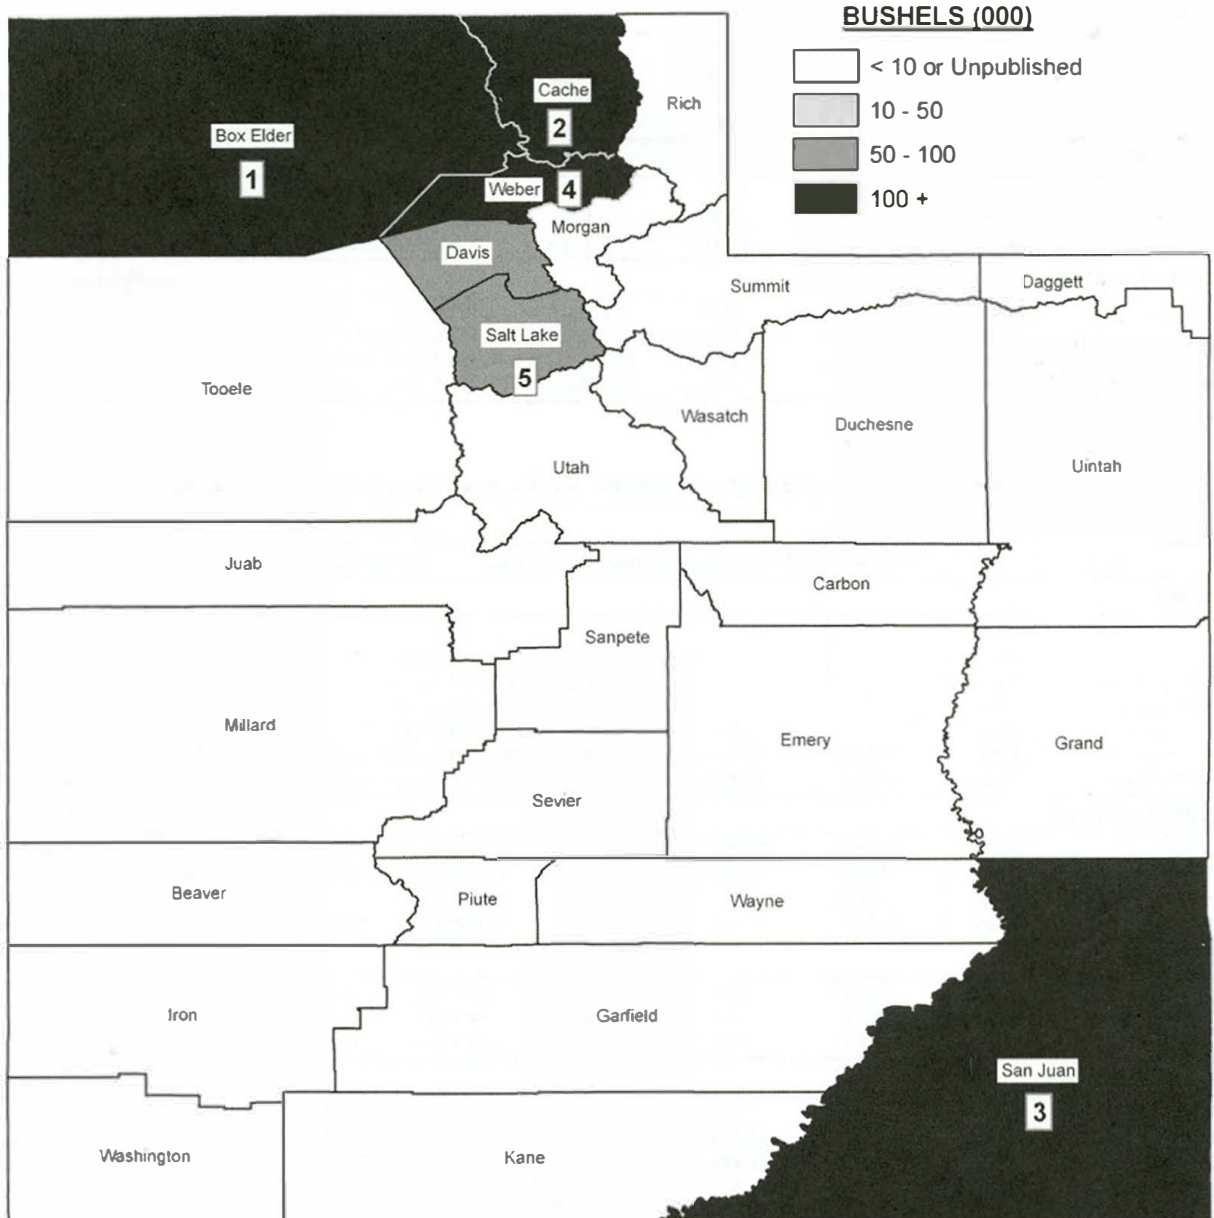 BUSHELS (000)
< 10 or Unpublished
10 - 50
50 - 100
100 +
Cache
2
Rich
Box Elder
1
Weber
4
Morgan
Davis
Summit
Daggett
Salt Lake
5
Tooele
Wasatch
Duchesne
Utah
Uintah
Juab
Carbon
Sanpete
Millard
Emery
Grand
Sevier
Beaver
Piute
Wayne
Iron
Garfield
San Juan
3
Washington
Kane